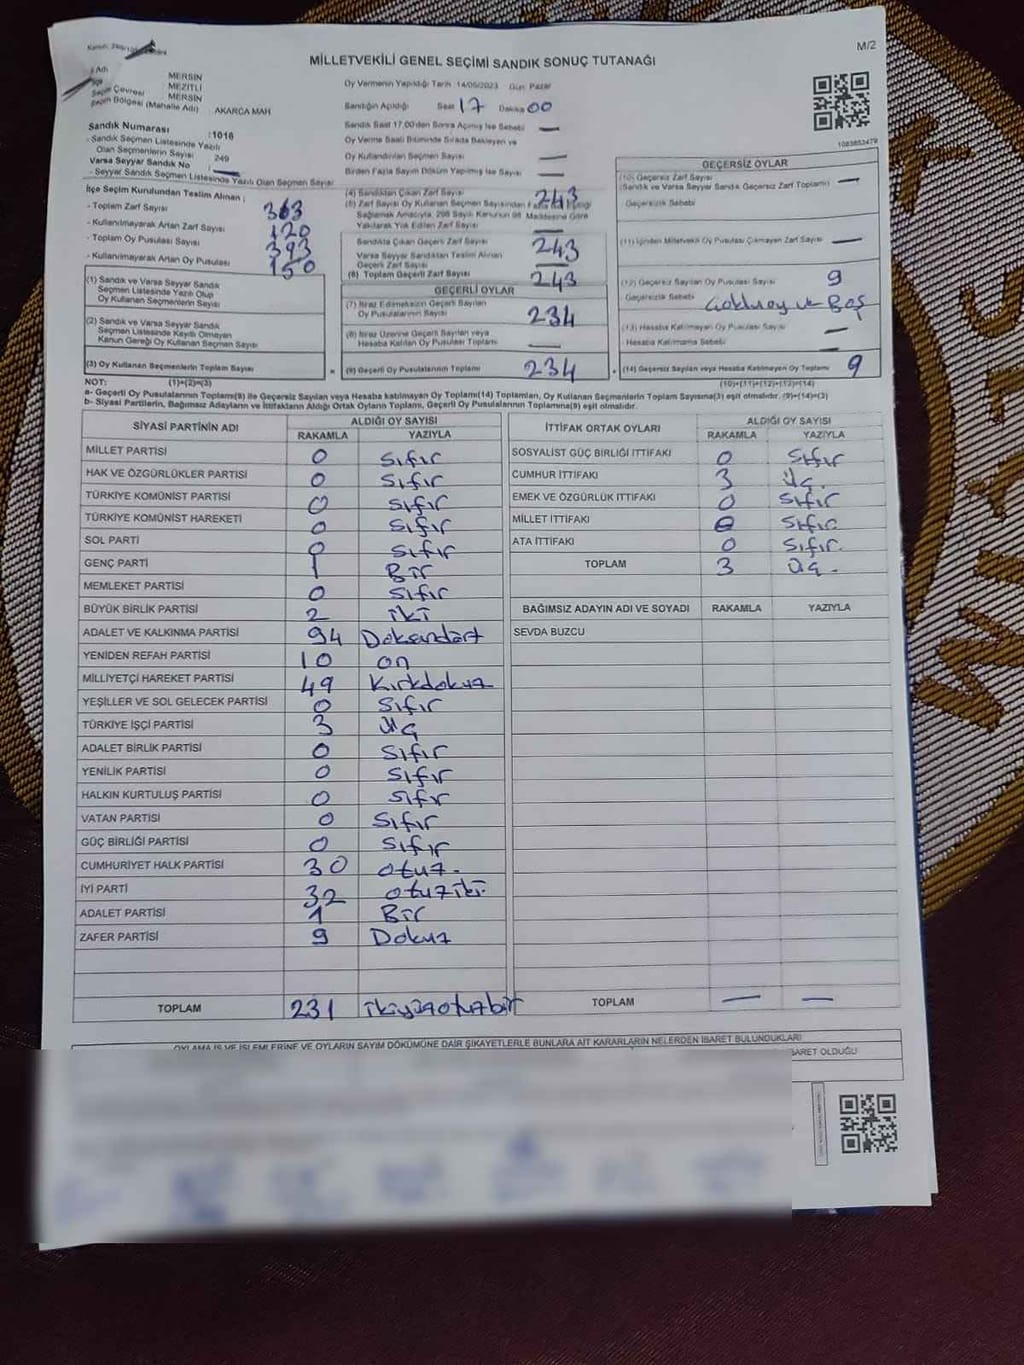 M/2
MİLLETVEKİLİ GENEL SEÇİMİ SANDIK SONUÇ TUTANAĞI
İl Adı MERSİN
İlçe MEZİTLİ
Seçim Çevresi MERSİN
Seçim Bölgesi (Mahalle Adı) : AKARCA MAH
Sandık Numarası :1016
- Sandık Seçmen Listesinde Yazılı
Olan Seçmenlerin Sayısı 249
Varsa Seyyar Sandık No
- Seyyar Sandık Seçmen Listesinde Yazılı Olan Seçmen Sayısı
Oy Vermenin Yapıldığı Tarih 14/05/2023 Gün Pazar
Sandığın Açıldığı Saat 17 Dakika 00
Sandık Saat 17.00'den Sonra Açılmış İse Sebebi —
Oy Verme Saati Bitiminde Sırada Bekleyen ve
Oy Kullandırılan Seçmen Sayısı —
Birden Fazla Sayım Döküm Yapılmış İse Sayısı —
1083853479
İlçe Seçim Kurulundan Teslim Alınan ;
- Toplam Zarf Sayısı 363
- Kullanılmayarak Artan Zarf Sayısı 120
- Toplam Oy Pusulası Sayısı 393
- Kullanılmayarak Artan Oy Pusulası 150
(1) Sandık ve Varsa Seyyar Sandık
Seçmen Listesinde Yazılı Olup
Oy Kullanan Seçmenlerin Sayısı
(2) Sandık ve Varsa Seyyar Sandık
Seçmen Listesinde Kayıtlı Olmayan
Kanun Gereği Oy Kullanan Seçmen Sayısı
(3) Oy Kullanan Seçmenlerin Toplam Sayısı
(4) Sandıktan Çıkan Zarf Sayısı 243
(5) Zarf Sayısı Oy Kullanan Seçmen Sayısından Fazla
Sağlamak Amacıyla, 298 Sayılı Kanunun 98 Maddesine Göre
Yakılarak Yok Edilen Zarf Sayısı —
Sandıkta Çıkan Geçerli Zarf Sayısı 243
Varsa Seyyar Sandıktan Teslim Alınan
Geçerli Zarf Sayısı —
(6) Toplam Geçerli Zarf Sayısı 243
GEÇERLİ OYLAR
(7) İtiraz Edilmeksizin Geçerli Sayılan
Oy Pusulalarının Sayısı 234
(8) İtiraz Üzerine Geçerli Sayılan veya
Hesaba Katılan Oy Pusulası Toplamı —
(9) Geçerli Oy Pusulalarının Toplamı 234
GEÇERSİZ OYLAR
(10) Geçersiz Zarf Sayısı —
(Sandık ve Varsa Seyyar Sandık Geçersiz Zarf Toplamı)
Geçersizlik Sebebi
(11) İçinden Milletvekili Oy Pusulası Çıkmayan Zarf Sayısı —
(12) Geçersiz Sayılan Oy Pusulası Sayısı 9
Geçersizlik Sebebi ve Boş
(13) Hesaba Katılmayan Oy Pusulası Sayısı —
Hesaba Katılmama Sebebi —
(14) Geçersiz Sayılan veya Hesaba Katılmayan Oy Toplamı 9
NOT: (1)+(2)=(3) (10)+(11)+(12)+(13)=(14)
a- Geçerli Oy Pusulasının Toplamı(9) ile Geçersiz Sayılan veya Hesaba katılmayan Oy Toplamı(14) Toplamları, Oy Kullanan Seçmenlerin Toplam Sayısına(3) eşit olmalıdır. (9)+(14)=(3)
b- Siyasi Partilerin, Bağımsız Adayların ve İttifakların Aldığı Ortak Oyların Toplamı, Geçerli Oy Pusulalarının Toplamına(9) eşit olmalıdır.
SİYASİ PARTİNİN ADI ALDIĞI OY SAYISI
RAKAMLA YAZIYLA
MİLLET PARTİSİ 0 Sıfır
HAK VE ÖZGÜRLÜKLER PARTİSİ 0 Sıfır
TÜRKİYE KOMÜNİST PARTİSİ 0 Sıfır
TÜRKİYE KOMÜNİST HAREKETİ 0 Sıfır
SOL PARTİ 0 Sıfır
GENÇ PARTİ 1 Bir
MEMLEKET PARTİSİ 0 Sıfır
BÜYÜK BİRLİK PARTİSİ 2 iki
ADALET VE KALKINMA PARTİSİ 94 Doksandört
YENİDEN REFAH PARTİSİ 10 on
MİLLİYETÇİ HAREKET PARTİSİ 49 Kırkdokuz
YEŞİLLER VE SOL GELECEK PARTİSİ 0 Sıfır
TÜRKİYE İŞÇİ PARTİSİ 3 Üç
ADALET BİRLİK PARTİSİ 0 Sıfır
YENİLİK PARTİSİ 0 Sıfır
HALKIN KURTULUŞ PARTİSİ 0 Sıfır
VATAN PARTİSİ 0 Sıfır
GÜÇ BİRLİĞİ PARTİSİ 0 Sıfır
CUMHURİYET HALK PARTİSİ 30 otuz.
İYİ PARTİ 32 otuziki
ADALET PARTİSİ 1 Bir
ZAFER PARTİSİ 9 Dokuz
TOPLAM 231 ikiyüzotuzbir
İTTİFAK ORTAK OYLARI ALDIĞI OY SAYISI
RAKAMLA YAZIYLA
SOSYALİST GÜÇ BİRLİĞİ İTTİFAKI 0 Sıfır
CUMHUR İTTİFAKI 3 Üç.
EMEK VE ÖZGÜRLÜK İTTİFAKI 0 Sıfır
MİLLET İTTİFAKI 0 Sıfır
ATA İTTİFAKI 0 Sıfır.
TOPLAM 3 Üç.
BAĞIMSIZ ADAYIN ADI VE SOYADI RAKAMLA YAZIYLA
SEVDA BUZCU
TOPLAM — —
OYLAMA İŞ VE İŞLEMLERİNE VE OYLARIN SAYIM DÖKÜMÜNE DAİR ŞİKAYETLERLE BUNLARA AİT KARARLARIN NELERDEN İBARET BULUNDUKLARI
İBARET OLDUĞU